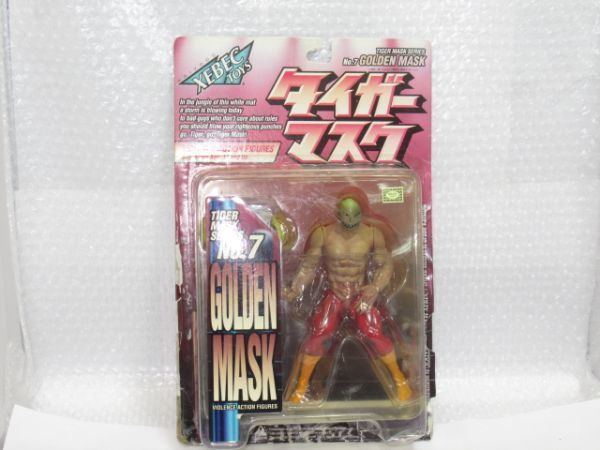 XEBEC
TOYS
TIGER MASK SERIES
No.7 GOLDEN MASK
タイガー
マスク
In the jungle of this white mat
a storm is blowing today
to bad guys who don't care about rules
you should blow your righteous punches
go, Tiger, go, Tiger Mask!
FIGURES
TIGER
MASK
No.7
GOLDEN
MASK
VIOLENCE ACTION FIGURES